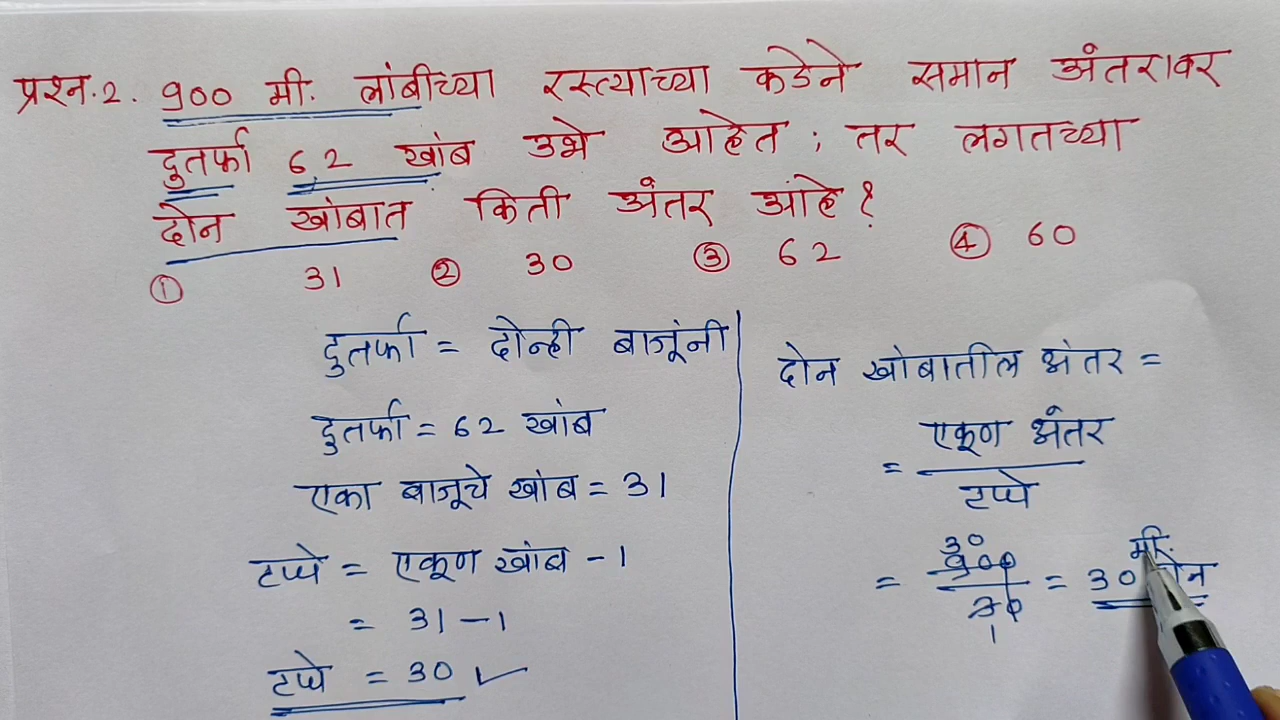 प्रश्न.2. 900 मी. लांबीच्या रस्त्याच्या कडेने समान अंतरावर
दुतर्फा 62 खांब उभे आहेत; तर लगतच्या
दोन खांबात किती अंतर आहे?
① 31 ② 30 ③ 62 ④ 60
दुतर्फा = दोन्ही बाजूंनी
दुतर्फा = 62 खांब
एका बाजूचे खांब = 31
टप्पे = एकूण खांब - 1
= 31 - 1
टप्पे = 30 ✓
दोन खांबातील अंतर =
= एकूण अंतर
टप्पे
30
= 900 = 30 मी.
30
1